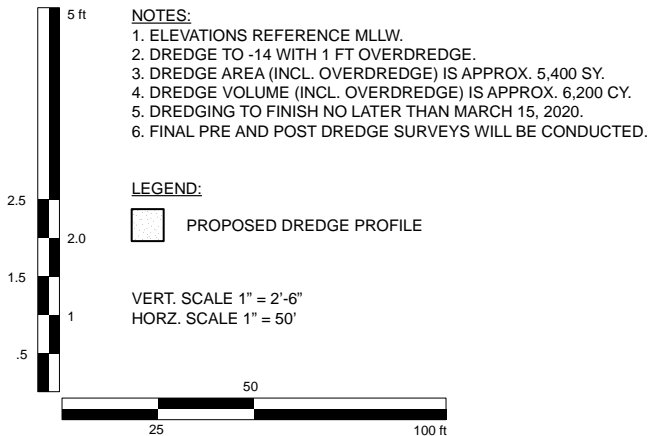 5 ft
2.5
2.0
1.5
1
.5
NOTES:
1. ELEVATIONS REFERENCE MLLW.
2. DREDGE TO -14 WITH 1 FT OVERDREDGE.
3. DREDGE AREA (INCL. OVERDREDGE) IS APPROX. 5,400 SY.
4. DREDGE VOLUME (INCL. OVERDREDGE) IS APPROX. 6,200 CY.
5. DREDGING TO FINISH NO LATER THAN MARCH 15, 2020.
6. FINAL PRE AND POST DREDGE SURVEYS WILL BE CONDUCTED.
LEGEND:
PROPOSED DREDGE PROFILE
VERT. SCALE 1" = 2'-6"
HORZ. SCALE 1" = 50'
50
25
100 ft